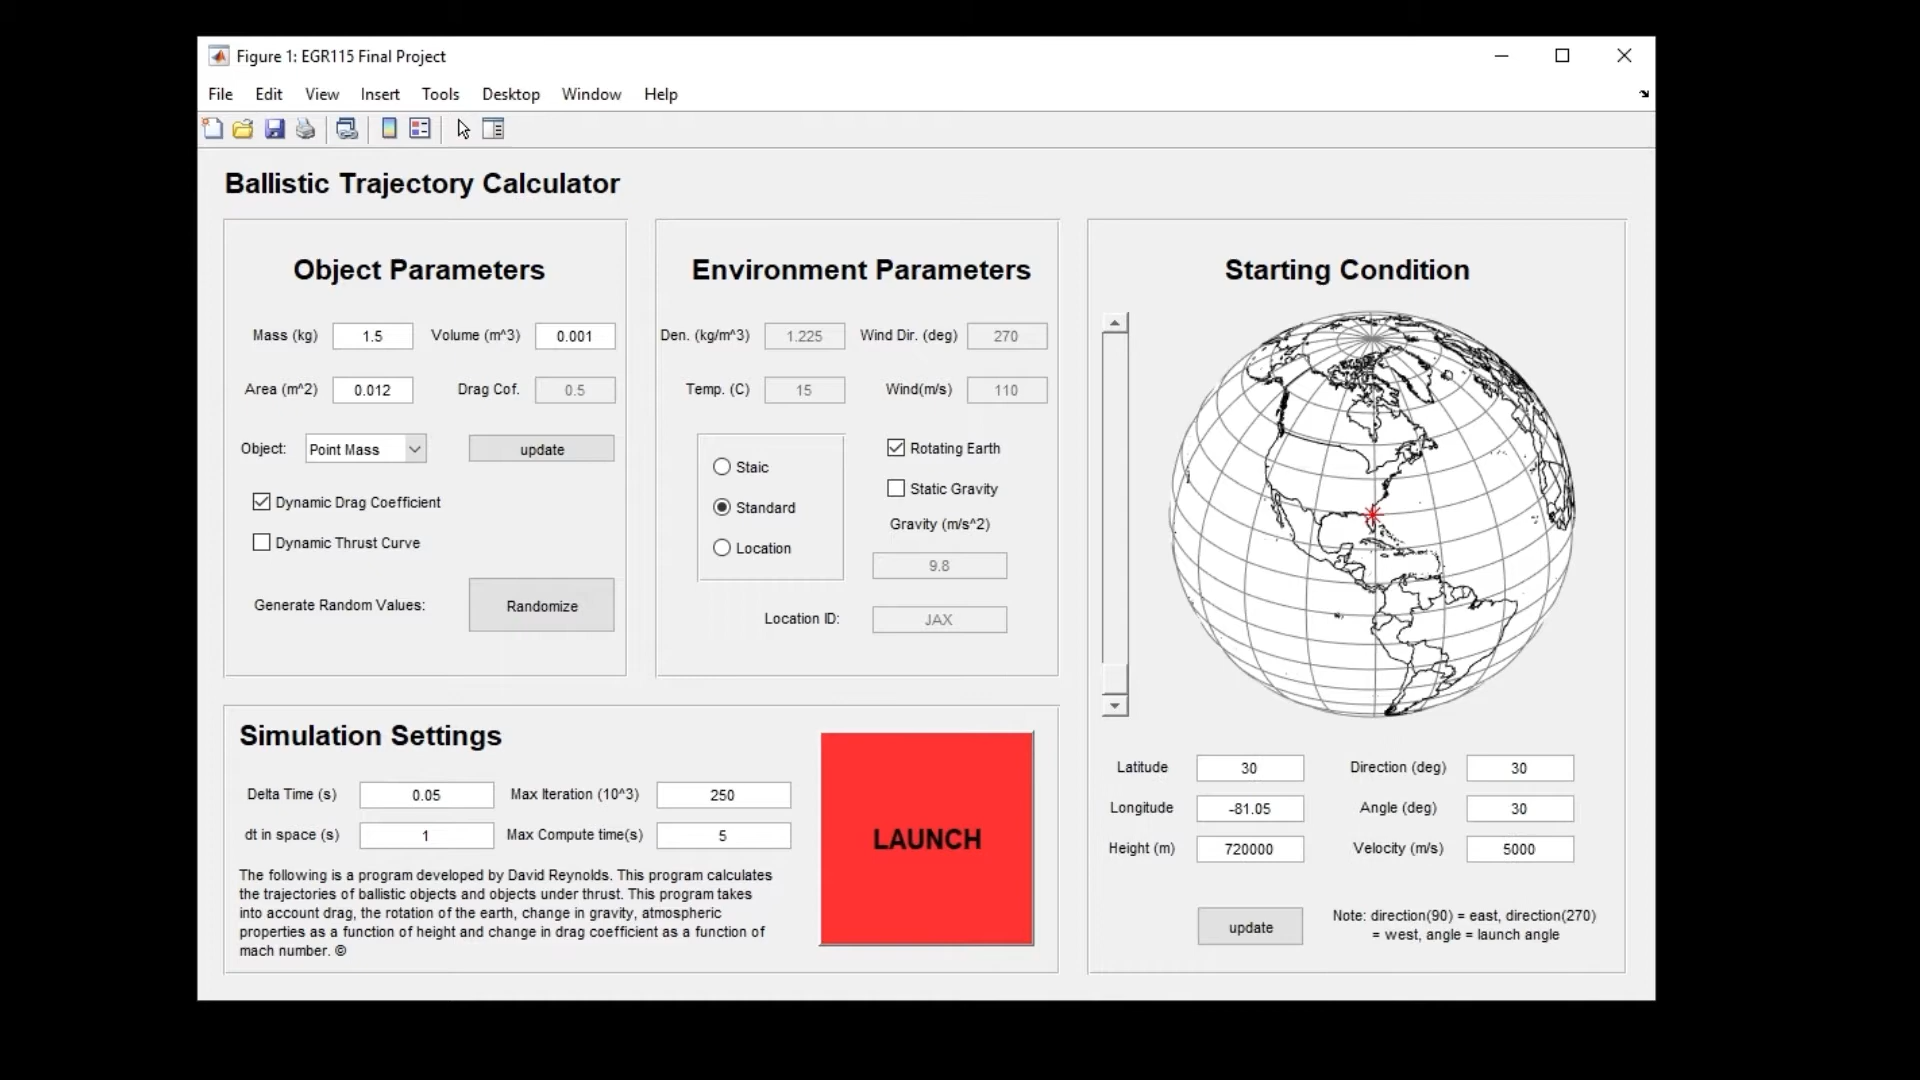 Figure 1: EGR115 Final Project
File Edit View Insert Tools Desktop Window Help
Ballistic Trajectory Calculator
Object Parameters
Mass (kg) 1.5 Volume (m^3) 0.001
Area (m^2) 0.012 Drag Cof. 0.5
Object: Point Mass update
Dynamic Drag Coefficient
Dynamic Thrust Curve
Generate Random Values: Randomize
Environment Parameters
Den. (kg/m^3) 1.225 Wind Dir. (deg) 270
Temp. (C) 15 Wind(m/s) 110
Staic
Standard
Location
Rotating Earth
Static Gravity
Gravity (m/s^2)
9.8
Location ID: JAX
Starting Condition
Latitude 30 Direction (deg) 30
Longitude -81.05 Angle (deg) 30
Height (m) 720000 Velocity (m/s) 5000
update
Note: direction(90) = east, direction(270)
= west, angle = launch angle
Simulation Settings
Delta Time (s) 0.05 Max Iteration (10^3) 250
dt in space (s) 1 Max Compute time(s) 5
The following is a program developed by David Reynolds. This program calculates
the trajectories of ballistic objects and objects under thrust. This program takes
into account drag, the rotation of the earth, change in gravity, atmospheric
properties as a function of height and change in drag coefficient as a function of
mach number. ©
LAUNCH